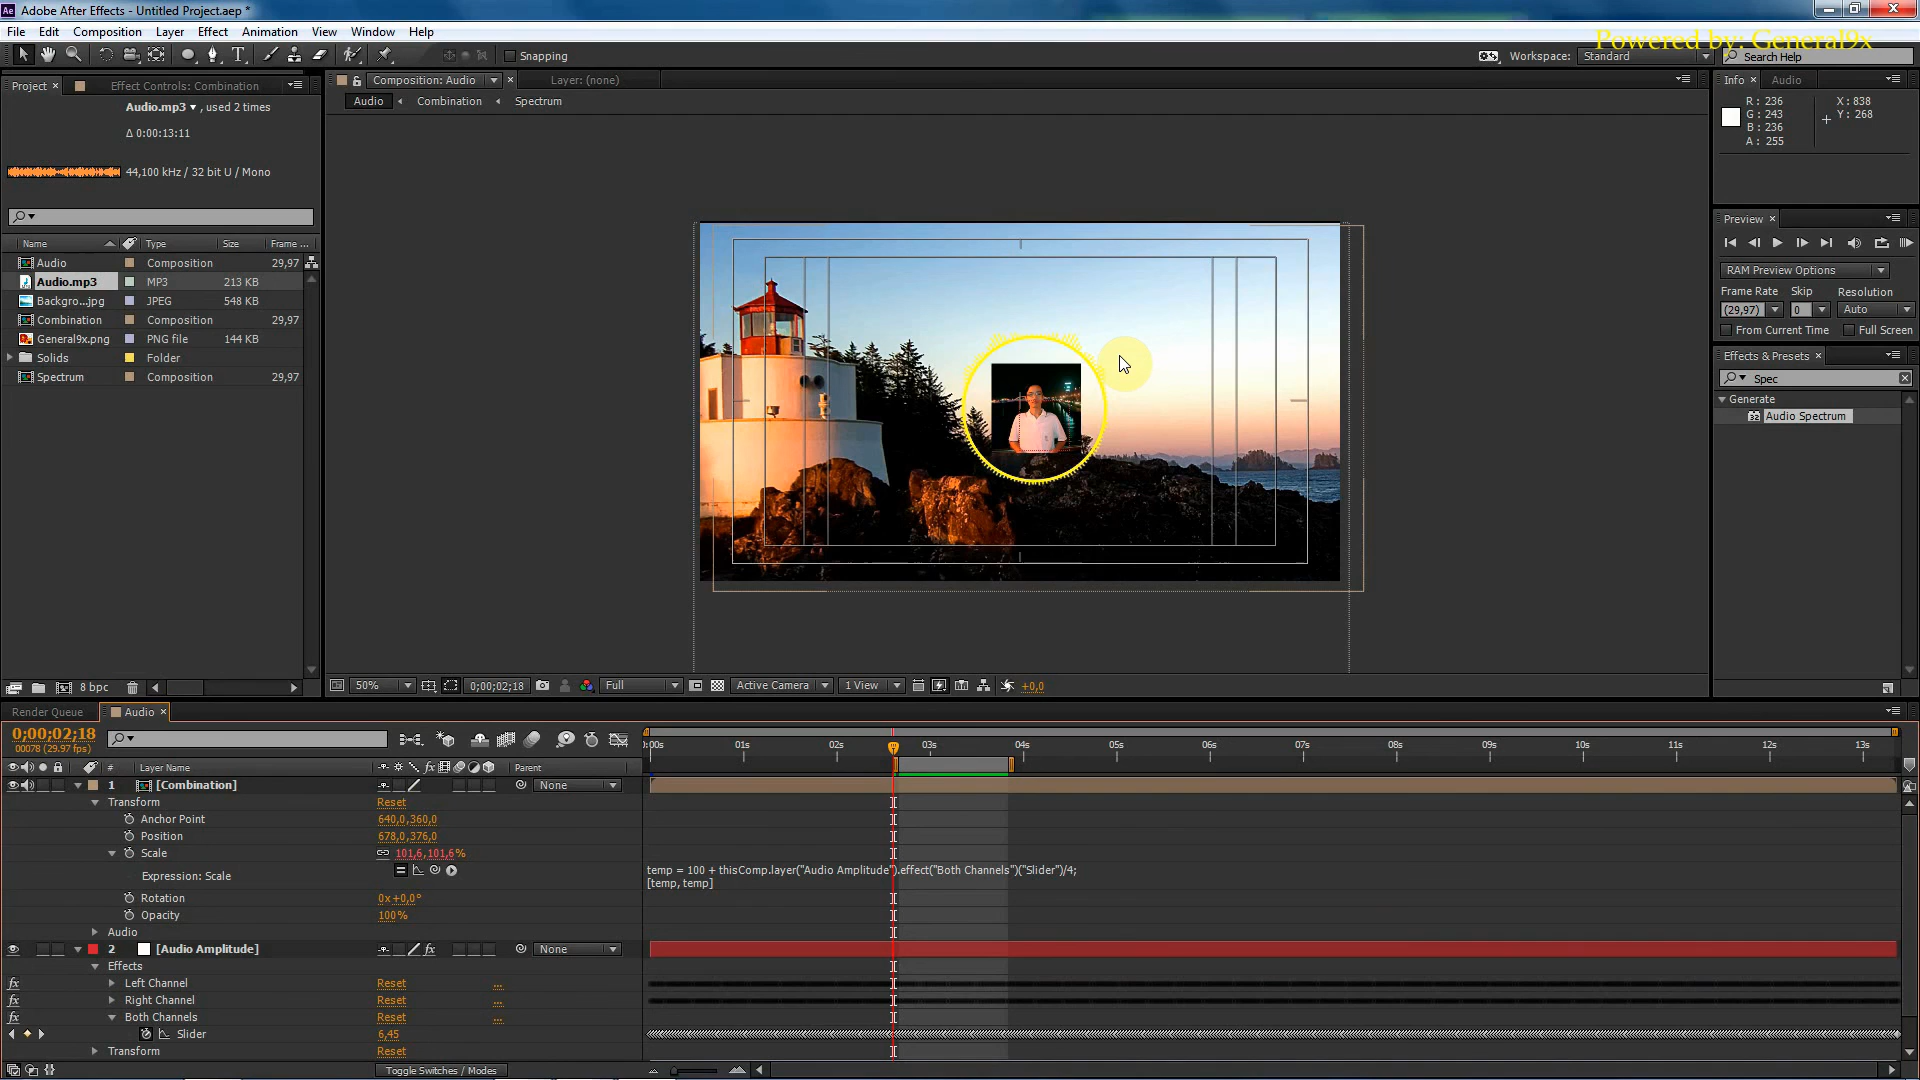 Adobe After Effects - Untitled Project.aep *
File Edit Composition Layer Effect Animation View Window Help
Powered by: General9x
Snapping
Workspace: Standard
Search Help
Project
Effect Controls: Combination
Audio.mp3 , used 2 times
Δ 0:00:13:11
44,100 kHz / 32 bit U / Mono
Name Type Size Frame ...
Audio Composition 29,97
Audio.mp3 MP3 213 KB
Backgro...jpg JPEG 548 KB
Combination Composition 29,97
General9x.png PNG file 144 KB
Solids Folder
Spectrum Composition 29,97
8 bpc
Composition: Audio
Layer: (none)
Audio Combination Spectrum
50%
0;00;02;18
Full
Active Camera
1 View
+0,0
Info Audio
R: 236
G: 243
B: 236
A: 255
X: 838
Y: 268
Preview
RAM Preview Options
Frame Rate Skip Resolution
(29,97) 0 Auto
From Current Time Full Screen
Effects & Presets
Spec
Generate
Audio Spectrum
Render Queue Audio
0;00;02;18
00078 (29.97 fps)
0:00s 01s 02s 03s 04s 05s 06s 07s 08s 09s 10s 11s 12s 13s
# Layer Name Parent
1 [Combination] None
Transform Reset
Anchor Point 640,0,360,0
Position 678,0,376,0
Scale 101,6,101,6%
Expression: Scale
temp = 100 + thisComp.layer("Audio Amplitude").effect("Both Channels")("Slider")/4;
[temp, temp]
Rotation 0x+0,0°
Opacity 100%
Audio
2 [Audio Amplitude] fx None
Effects
fx Left Channel Reset ...
fx Right Channel Reset ...
fx Both Channels Reset ...
Slider 6,45
Transform Reset
Toggle Switches / Modes